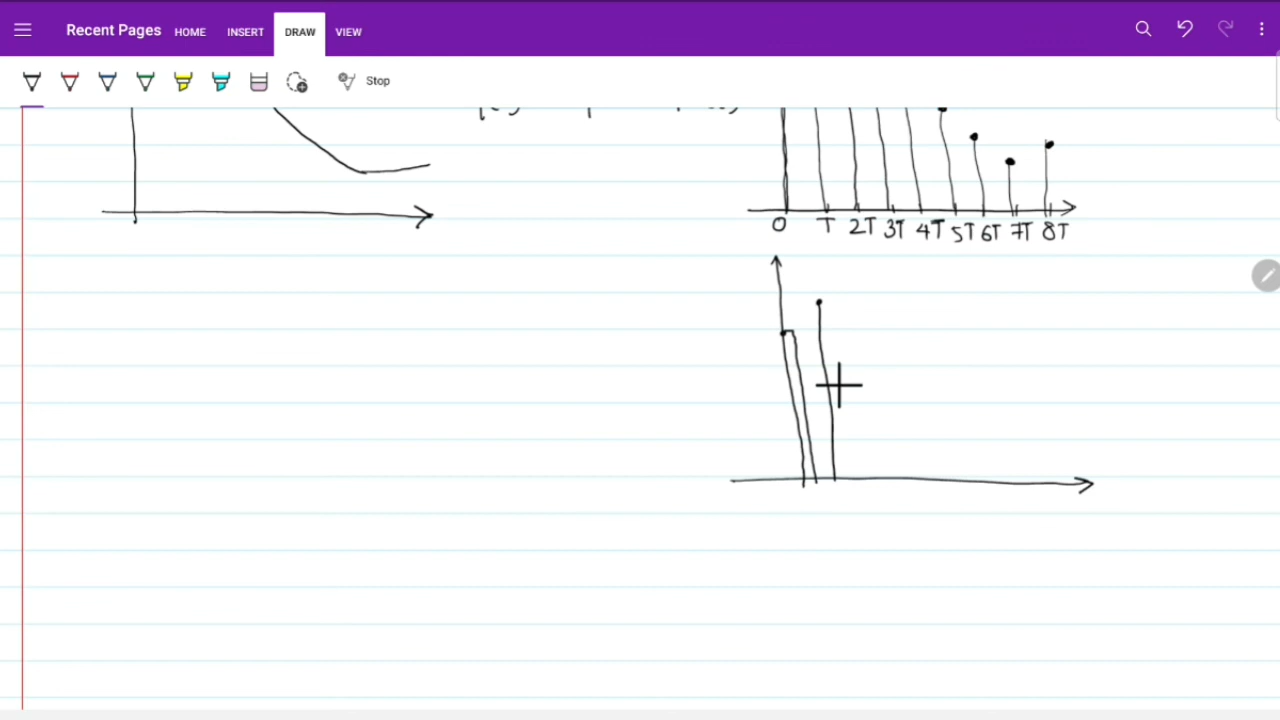 Recent Pages HOME INSERT DRAW VIEW
Stop
0 T 2T 3T 4T 5T 6T 7T 8T